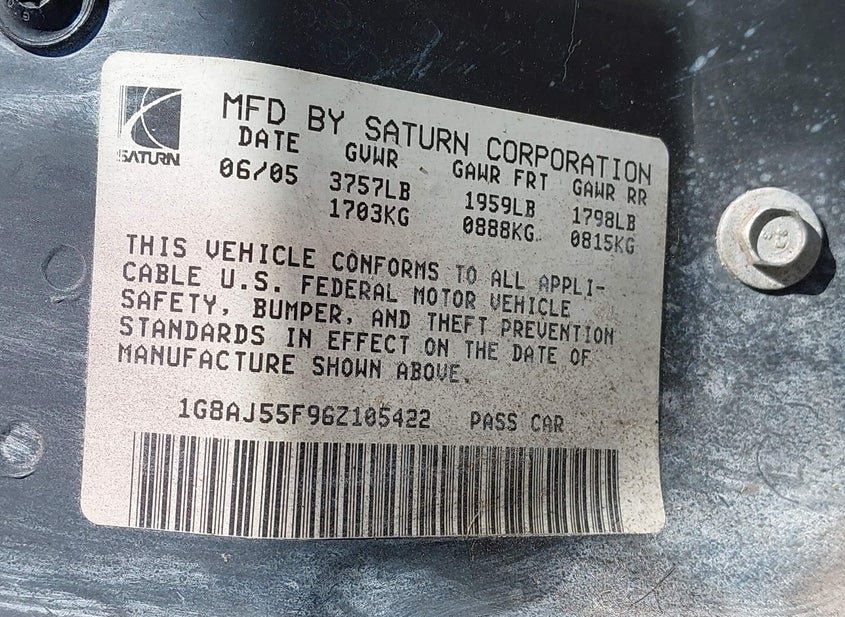 SATURN
MFD BY SATURN CORPORATION
DATE GVWR GAWR FRT GAWR RR
06/05 3757LB 1959LB 1798LB
1703KG 0888KG 0815KG
THIS VEHICLE CONFORMS TO ALL APPLI-
CABLE U.S. FEDERAL MOTOR VEHICLE
SAFETY, BUMPER, AND THEFT PREVENTION
STANDARDS IN EFFECT ON THE DATE OF
MANUFACTURE SHOWN ABOVE.
1G8AJ55F96Z105422 PASS CAR